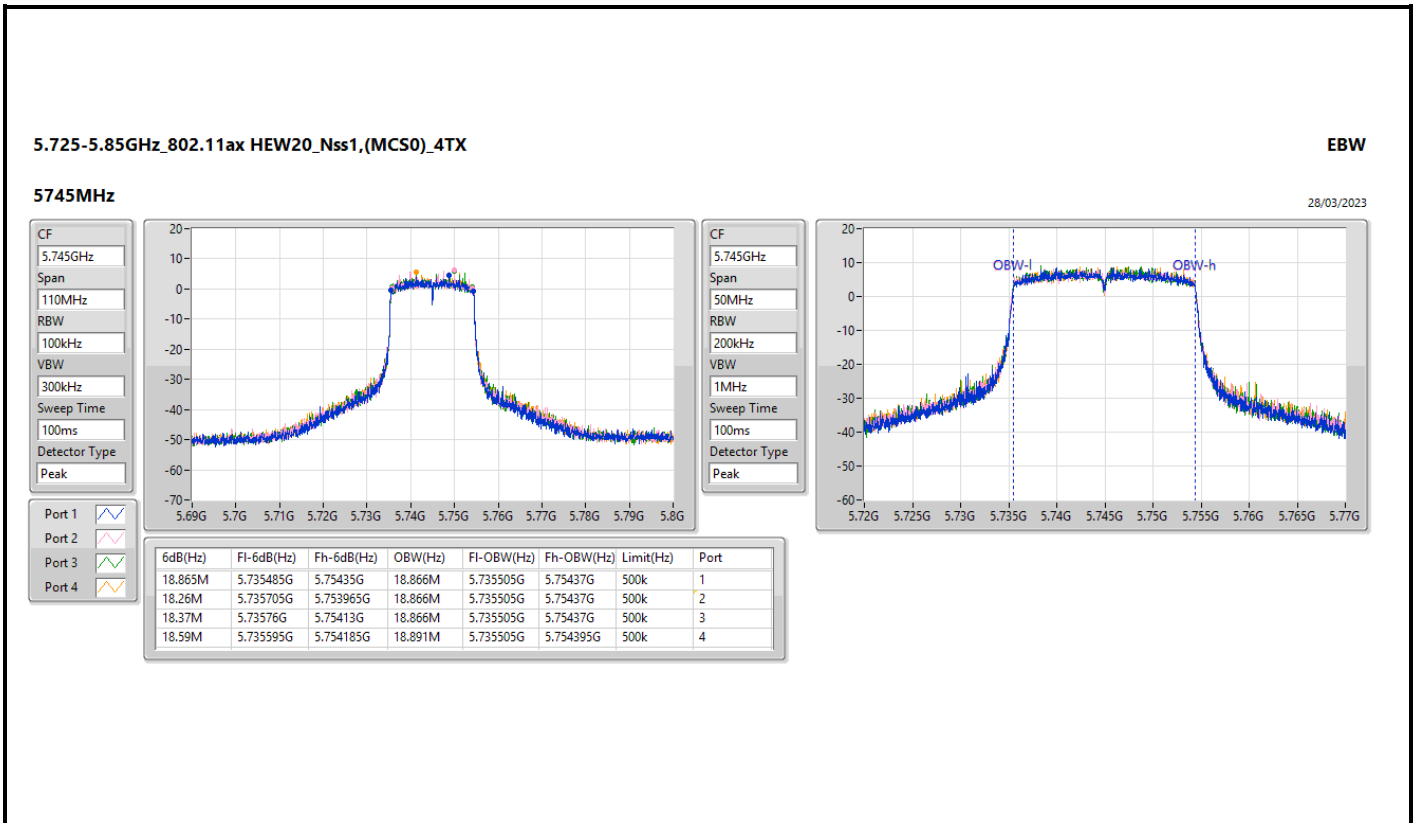 5.725-5.85GHz_802.11ax HEW20_Nss1,(MCS0)_4TX
EBW
5745MHz
28/03/2023
CF
5.745GHz
Span
110MHz
RBW
100kHz
VBW
300kHz
Sweep Time
100ms
Detector Type
Peak
20
10
0
-10
-20
-30
-40
-50
-60
-70
5.69G 5.7G 5.71G 5.72G 5.73G 5.74G 5.75G 5.76G 5.77G 5.78G 5.79G 5.8G
CF
5.745GHz
Span
50MHz
RBW
200kHz
VBW
1MHz
Sweep Time
100ms
Detector Type
Peak
20
10
0
-10
-20
-30
-40
-50
-60
OBW-l OBW-h
5.72G 5.725G 5.73G 5.735G 5.74G 5.745G 5.75G 5.755G 5.76G 5.765G 5.77G
Port 1
Port 2
Port 3
Port 4
6dB(Hz) Fl-6dB(Hz) Fh-6dB(Hz) OBW(Hz) Fl-OBW(Hz) Fh-OBW(Hz) Limit(Hz) Port
18.865M 5.735485G 5.75435G 18.866M 5.735505G 5.75437G 500k 1
18.26M 5.735705G 5.753965G 18.866M 5.735505G 5.75437G 500k 2
18.37M 5.73576G 5.75413G 18.866M 5.735505G 5.75437G 500k 3
18.59M 5.735595G 5.754185G 18.891M 5.735505G 5.754395G 500k 4